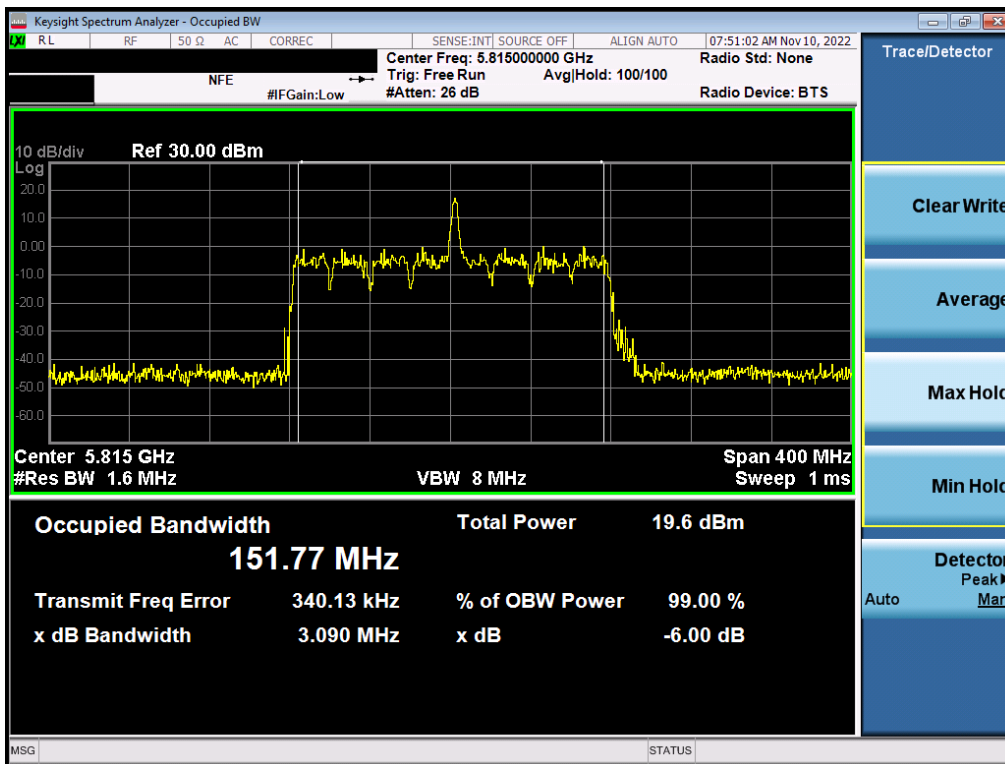 Keysight Spectrum Analyzer - Occupied BW
LXI RL RF 50 Ω AC CORREC SENSE:INT SOURCE OFF ALIGN AUTO 07:51:02 AM Nov 10, 2022
Center Freq: 5.815000000 GHz Radio Std: None
NFE Trig: Free Run Avg|Hold: 100/100
#IFGain:Low #Atten: 26 dB Radio Device: BTS
10 dB/div Ref 30.00 dBm
Log
20.0
10.0
0.00
-10.0
-20.0
-30.0
-40.0
-50.0
-60.0
Center 5.815 GHz Span 400 MHz
#Res BW 1.6 MHz VBW 8 MHz Sweep 1 ms
Occupied Bandwidth Total Power 19.6 dBm
151.77 MHz
Transmit Freq Error 340.13 kHz % of OBW Power 99.00 %
x dB Bandwidth 3.090 MHz x dB -6.00 dB
MSG STATUS
Trace/Detector
Clear Write
Average
Max Hold
Min Hold
Detector
Peak
Auto Man